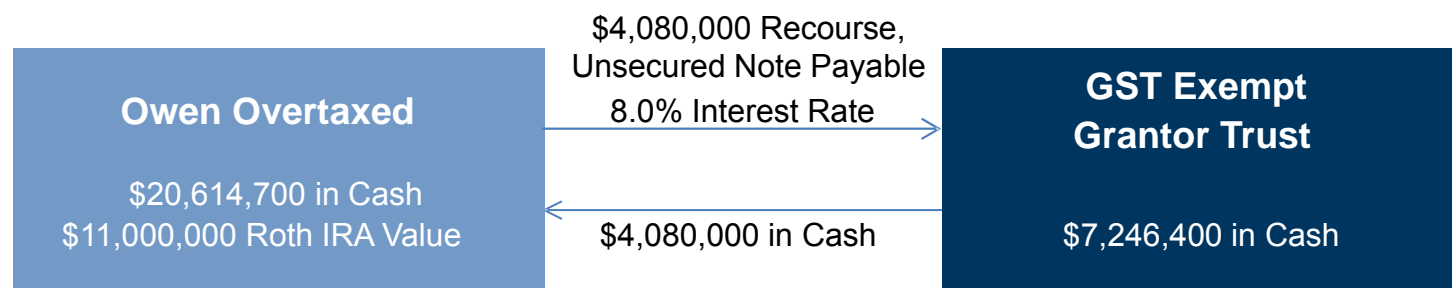 $4,080,000 Recourse,
Unsecured Note Payable
8.0% Interest Rate
Owen Overtaxed
$20,614,700 in Cash
$11,000,000 Roth IRA Value
$4,080,000 in Cash
GST Exempt
Grantor Trust
$7,246,400 in Cash